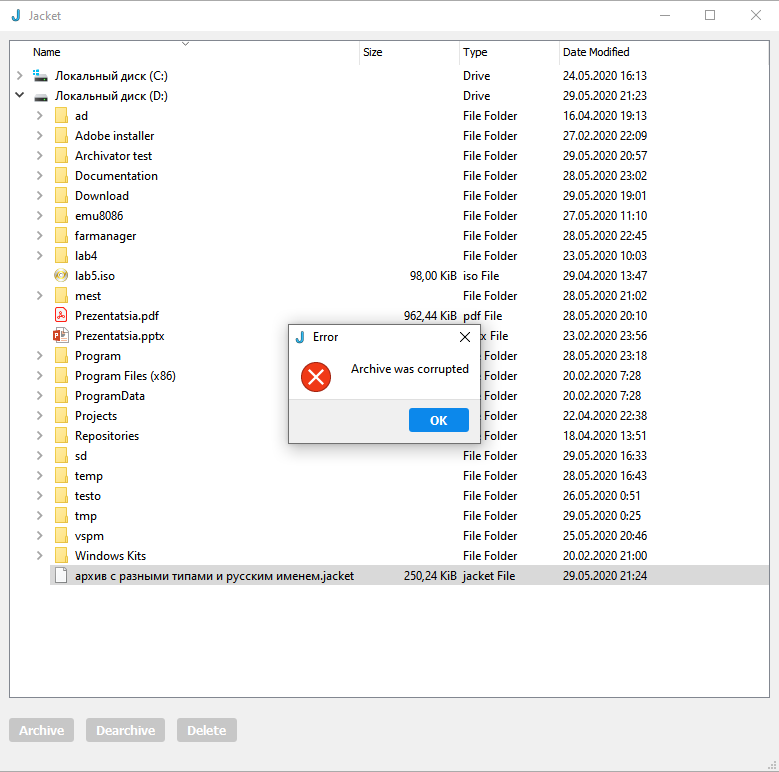 Jacket
Name Size Type Date Modified
Локальный диск (C:) Drive 24.05.2020 16:13
Локальный диск (D:) Drive 29.05.2020 21:23
ad File Folder 16.04.2020 19:13
Adobe installer File Folder 27.02.2020 22:09
Archivator test File Folder 29.05.2020 20:57
Documentation File Folder 28.05.2020 23:02
Download File Folder 29.05.2020 19:01
emu8086 File Folder 27.05.2020 11:10
farmanager File Folder 28.05.2020 22:45
lab4 File Folder 23.05.2020 10:03
lab5.iso 98,00 KiB iso File 29.04.2020 13:47
mest File Folder 28.05.2020 21:02
Prezentatsia.pdf 962,44 KiB pdf File 28.05.2020 20:10
Prezentatsia.pptx File 23.02.2020 23:56
Program File Folder 28.05.2020 23:18
Program Files (x86) File Folder 20.02.2020 7:28
ProgramData File Folder 20.02.2020 7:28
Projects File Folder 22.04.2020 22:38
Repositories File Folder 18.04.2020 13:51
sd File Folder 29.05.2020 16:33
temp File Folder 28.05.2020 16:43
testo File Folder 26.05.2020 0:51
tmp File Folder 29.05.2020 0:25
vspm File Folder 25.05.2020 20:46
Windows Kits File Folder 20.02.2020 21:00
архив с разными типами и русским именем.jacket 250,24 KiB jacket File 29.05.2020 21:24
Error
Archive was corrupted
OK
Archive Dearchive Delete